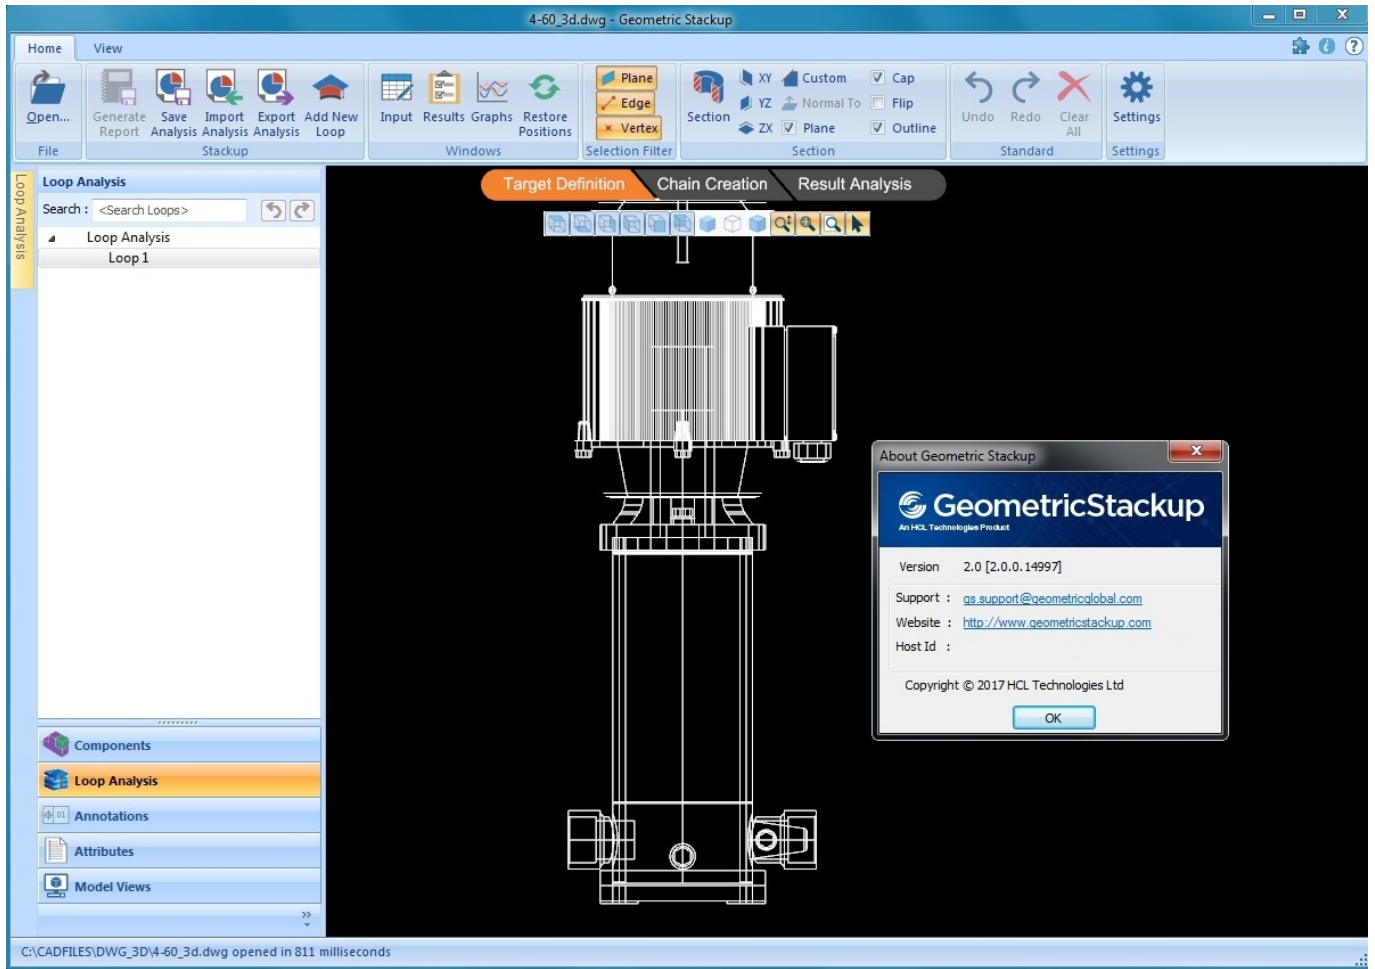 4-60_3d.dwg - Geometric Stackup
Home View
Open...
Generate Report
Save Analysis
Import Analysis
Export Analysis
Add New Loop
Input
Results
Graphs
Restore Positions
Plane
Edge
Vertex
Section
XY
YZ
ZX
Custom
Normal To
Plane
Cap
Flip
Outline
Undo
Redo
Clear All
Settings
File
Stackup
Windows
Selection Filter
Section
Standard
Settings
Loop Analysis
Loop Analysis
Search : <Search Loops>
Loop Analysis
Loop 1
Target Definition Chain Creation Result Analysis
About Geometric Stackup
GeometricStackup
An HCL Technologies Product
Version 2.0 [2.0.0.14997]
Support : gs.support@geometricglobal.com
Website : http://www.geometricstackup.com
Host Id :
Copyright © 2017 HCL Technologies Ltd
OK
Components
Loop Analysis
01
Annotations
Attributes
Model Views
C:\CADFILES\DWG_3D\4-60_3d.dwg opened in 811 milliseconds